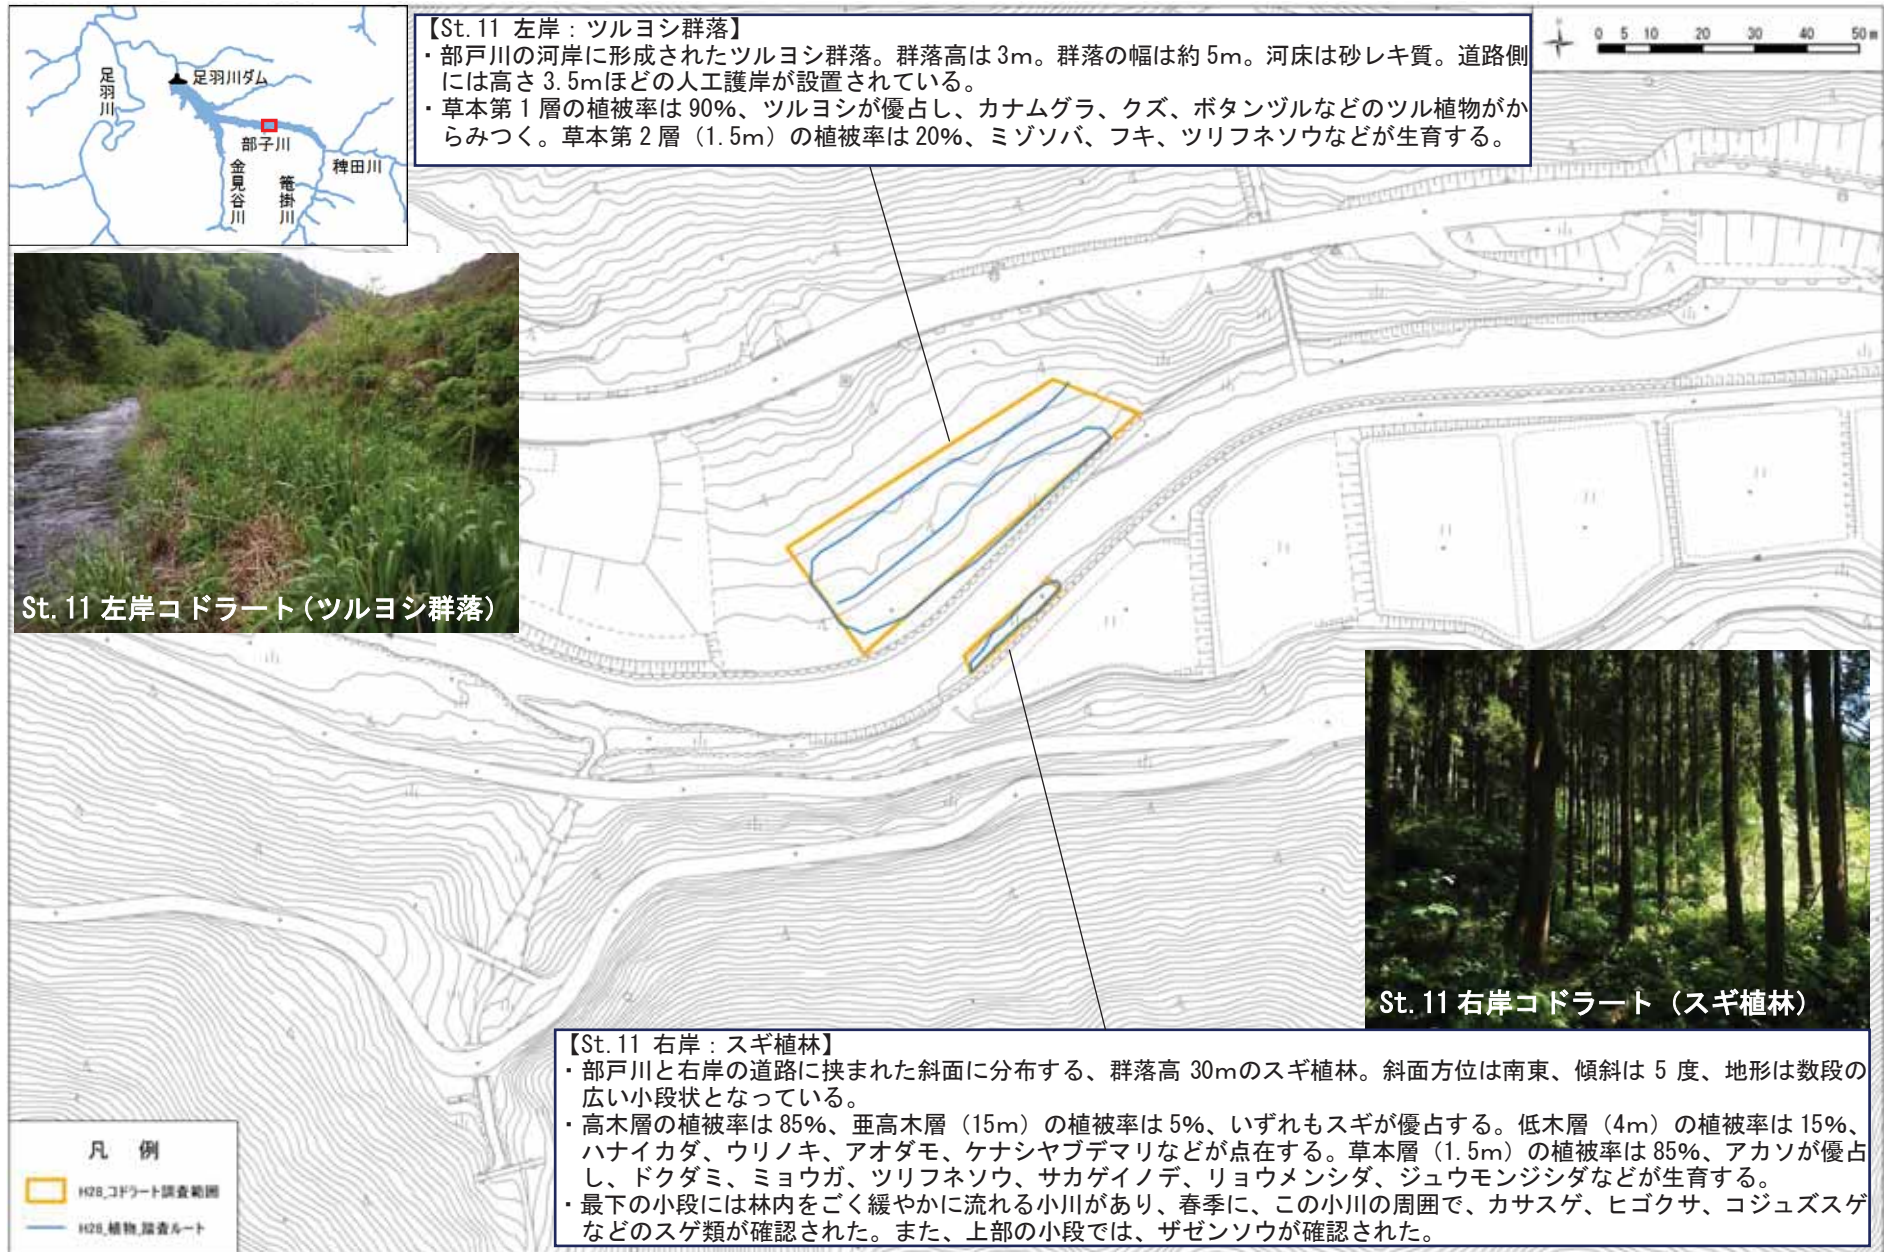 足羽川
足羽川ダム
部子川
金見谷川
篭掛川
稗田川
【St.11 左岸：ツルヨシ群落】
・部戸川の河岸に形成されたツルヨシ群落。群落高は3m。群落の幅は約5m。河床は砂レキ質。道路側
には高さ3.5mほどの人工護岸が設置されている。
・草本第1層の植被率は90%、ツルヨシが優占し、カナムグラ、クズ、ボタンヅルなどのツル植物がか
らみつく。草本第2層（1.5m）の植被率は20%、ミゾソバ、フキ、ツリフネソウなどが生育する。
0 5 10 20 30 40 50 m
St.11 左岸コドラート（ツルヨシ群落）
St.11 右岸コドラート（スギ植林）
【St.11 右岸：スギ植林】
・部戸川と右岸の道路に挟まれた斜面に分布する、群落高30mのスギ植林。斜面方位は南東、傾斜は5度、地形は数段の
広い小段状となっている。
・高木層の植被率は85%、亜高木層（15m）の植被率は5%、いずれもスギが優占する。低木層（4m）の植被率は15%、
ハナイカダ、ウリノキ、アオダモ、ケナシヤブデマリなどが点在する。草本層（1.5m）の植被率は85%、アカソが優占
し、ドクダミ、ミョウガ、ツリフネソウ、サカゲイノデ、リョウメンシダ、ジュウモンジシダなどが生育する。
・最下の小段には林内をごく緩やかに流れる小川があり、春季に、この小川の周囲で、カサスゲ、ヒゴクサ、コジュズスゲ
などのスゲ類が確認された。また、上部の小段では、ザゼンソウが確認された。
凡 例
H28_コドラート調査範囲
H28_植物_踏査ルート